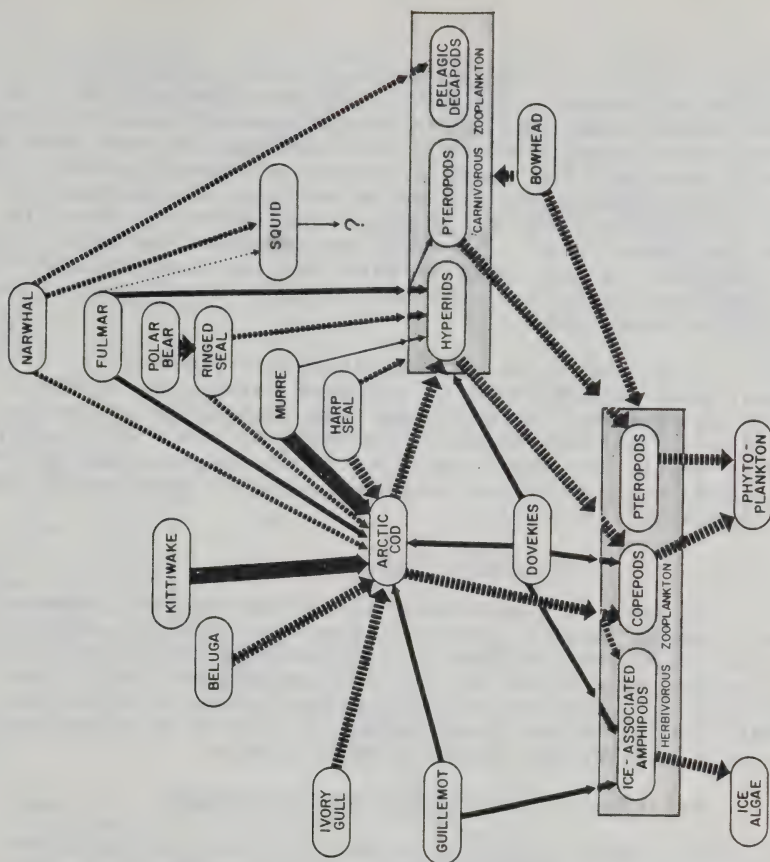 NARWHAL
FULMAR
POLAR
BEAR
RINGED
SEAL
MURRE
HARP
SEAL
SQUID
?
KITTIWAKE
BELUGA
IVORY
GULL
GUILLEMOT
ARCTIC
COD
DOVEKIES
HYPERIIDS
PTEROPODS
PELAGIC
DECAPODS
CARNIVOROUS ZOOPLANKTON
BOWHEAD
ICE-ASSOCIATED
AMPHIPODS
COPEPODS
PTEROPODS
HERBIVOROUS ZOOPLANKTON
ICE
ALGAE
PHYTO-
PLANKTON